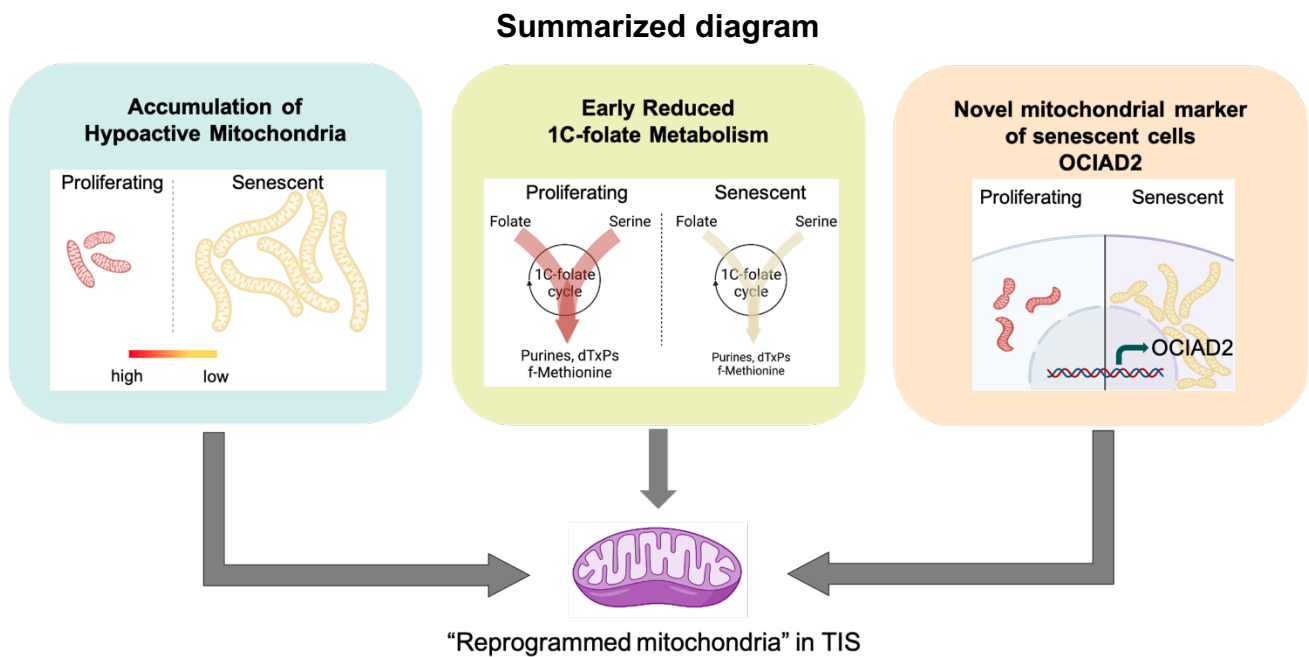 Summarized diagram
Accumulation of
Hypoactive Mitochondria
Proliferating
Senescent
high
low
Early Reduced
1C-folate Metabolism
Proliferating
Senescent
Folate
Serine
Folate
Serine
1C-folate
cycle
1C-folate
cycle
Purines, dTxPs
f-Methionine
Purines, dTxPs
f-Methionine
Novel mitochondrial marker
of senescent cells
OCIAD2
Proliferating
Senescent
OCIAD2
“Reprogrammed mitochondria” in TIS